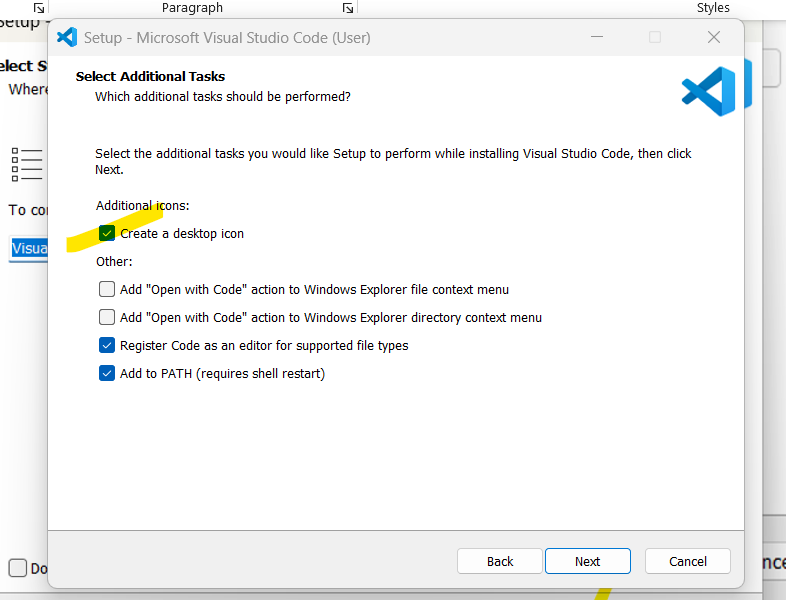 Paragraph
Styles
Setup -
Setup - Microsoft Visual Studio Code (User)
elect S
Where
Select Additional Tasks
Which additional tasks should be performed?
Select the additional tasks you would like Setup to perform while installing Visual Studio Code, then click
Next.
Additional icons:
To con
Create a desktop icon
Visua
Other:
Add "Open with Code" action to Windows Explorer file context menu
Add "Open with Code" action to Windows Explorer directory context menu
Register Code as an editor for supported file types
Add to PATH (requires shell restart)
Back
Next
Cancel
nce
Do